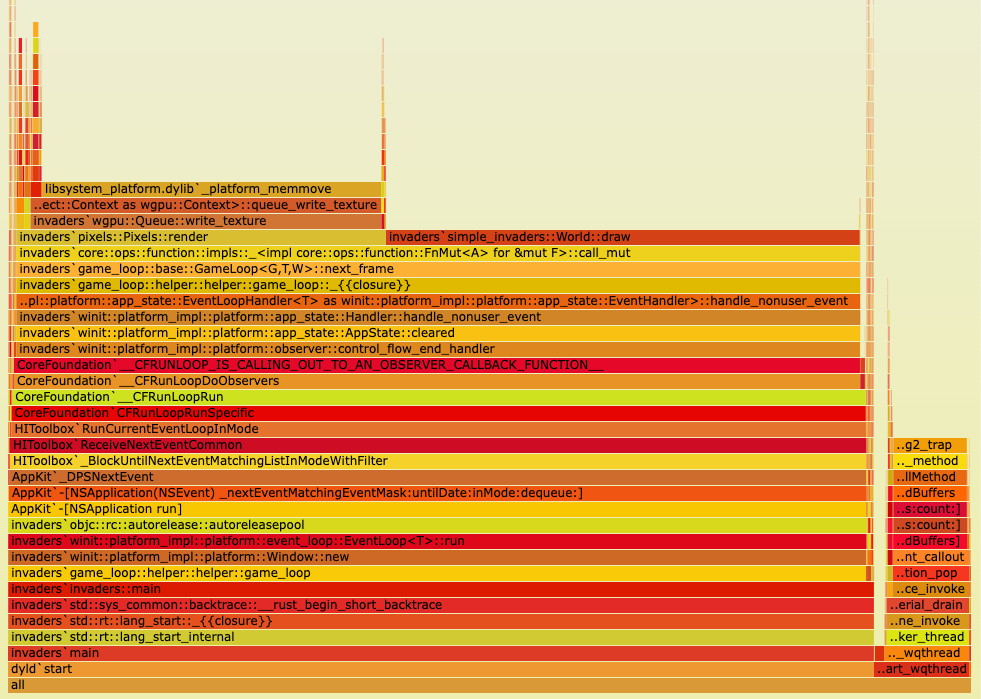 libsystem_platform.dylib`_platform_memmove
..ect::Context as wgpu::Context>::queue_write_texture
invaders`wgpu::Queue::write_texture
invaders`pixels::Pixels::render invaders`simple_invaders::World::draw
invaders`core::ops::function::impls::_<impl core::ops::function::FnMut<A> for &mut F>::call_mut
invaders`game_loop::base::GameLoop<G,T,W>::next_frame
invaders`game_loop::helper::helper::game_loop::_{{closure}}
..pl::platform::app_state::EventLoopHandler<T> as winit::platform_impl::platform::app_state::EventHandler>::handle_nonuser_event
invaders`winit::platform_impl::platform::app_state::Handler::handle_nonuser_event
invaders`winit::platform_impl::platform::app_state::AppState::cleared
invaders`winit::platform_impl::platform::observer::control_flow_end_handler
CoreFoundation`__CFRUNLOOP_IS_CALLING_OUT_TO_AN_OBSERVER_CALLBACK_FUNCTION__
CoreFoundation`__CFRunLoopDoObservers
CoreFoundation`__CFRunLoopRun
CoreFoundation`CFRunLoopRunSpecific
HIToolbox`RunCurrentEventLoopInMode
HIToolbox`ReceiveNextEventCommon ..g2_trap
HIToolbox`_BlockUntilNextEventMatchingListInModeWithFilter .._method
AppKit`_DPSNextEvent ..llMethod
AppKit`-[NSApplication(NSEvent) _nextEventMatchingEventMask:untilDate:inMode:dequeue:] ..dBuffers
AppKit`-[NSApplication run] ..s:count:]
invaders`objc::rc::autorelease::autoreleasepool ..s:count:]
invaders`winit::platform_impl::platform::event_loop::EventLoop<T>::run ..dBuffers]
invaders`winit::platform_impl::platform::Window::new ..nt_callout
invaders`game_loop::helper::helper::game_loop ..tion_pop
invaders`invaders::main ..ce_invoke
invaders`std::sys_common::backtrace::__rust_begin_short_backtrace ..erial_drain
invaders`std::rt::lang_start::_{{closure}} ..ne_invoke
invaders`std::rt::lang_start_internal ..ker_thread
invaders`main .._wqthread
dyld`start ..art_wqthread
all